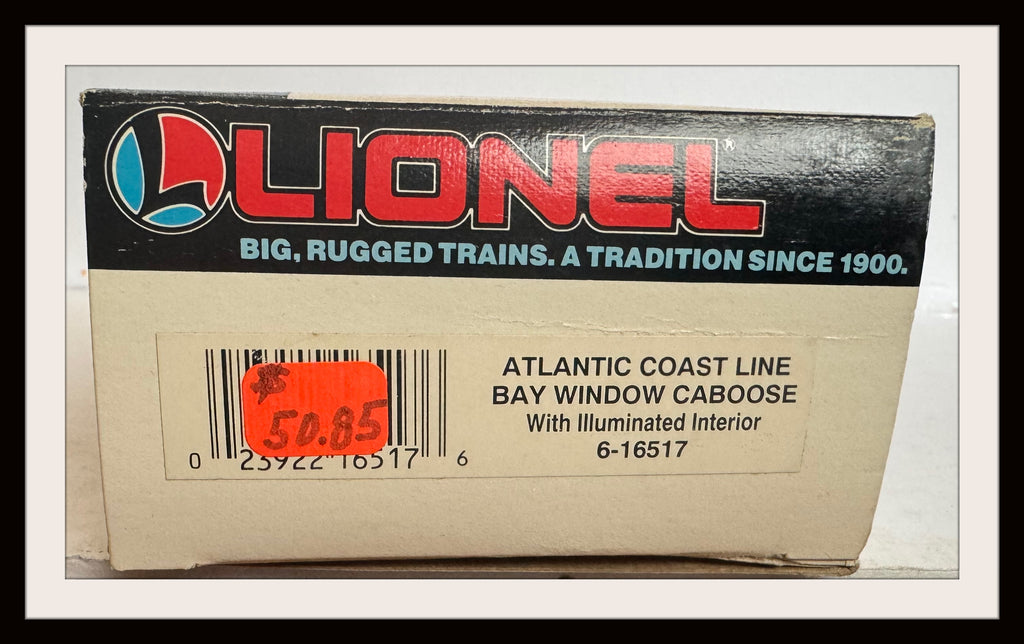 LIONEL®
BIG, RUGGED TRAINS. A TRADITION SINCE 1900.
ATLANTIC COAST LINE
BAY WINDOW CABOOSE
With Illuminated Interior
6-16517
$
50.85
0 23922 16517 6